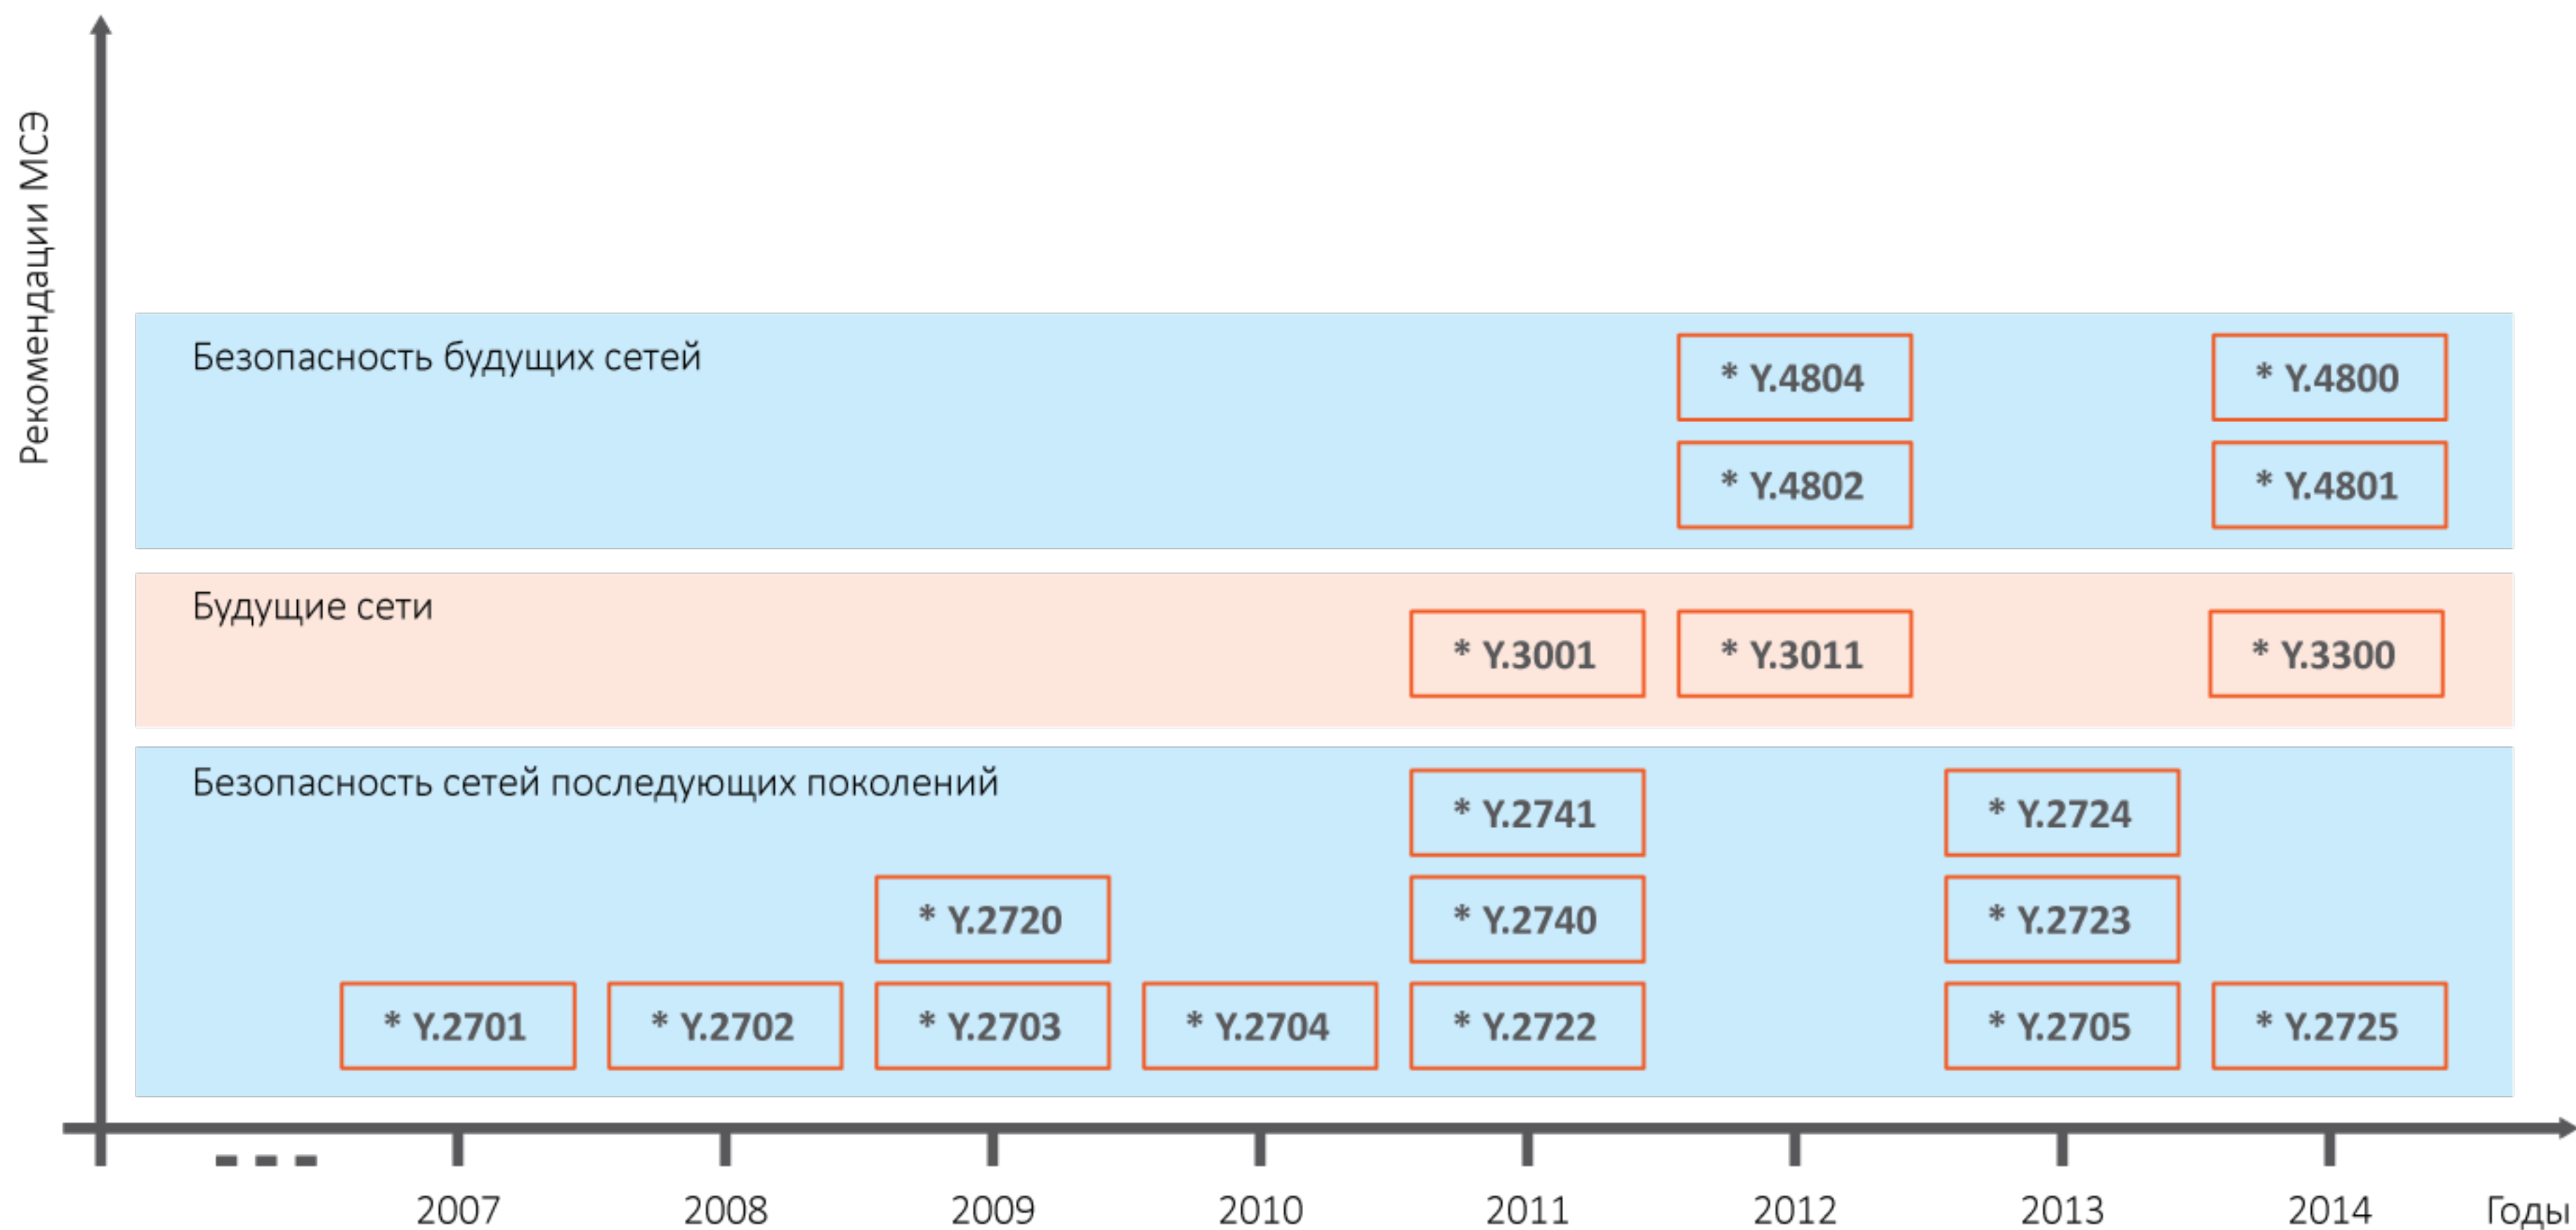 Рекомендации МСЭ
Безопасность будущих сетей
* Y.4804
* Y.4800
* Y.4802
* Y.4801
Будущие сети
* Y.3001
* Y.3011
* Y.3300
Безопасность сетей последующих поколений
* Y.2741
* Y.2724
* Y.2720
* Y.2740
* Y.2723
* Y.2701
* Y.2702
* Y.2703
* Y.2704
* Y.2722
* Y.2705
* Y.2725
2007
2008
2009
2010
2011
2012
2013
2014
Годы